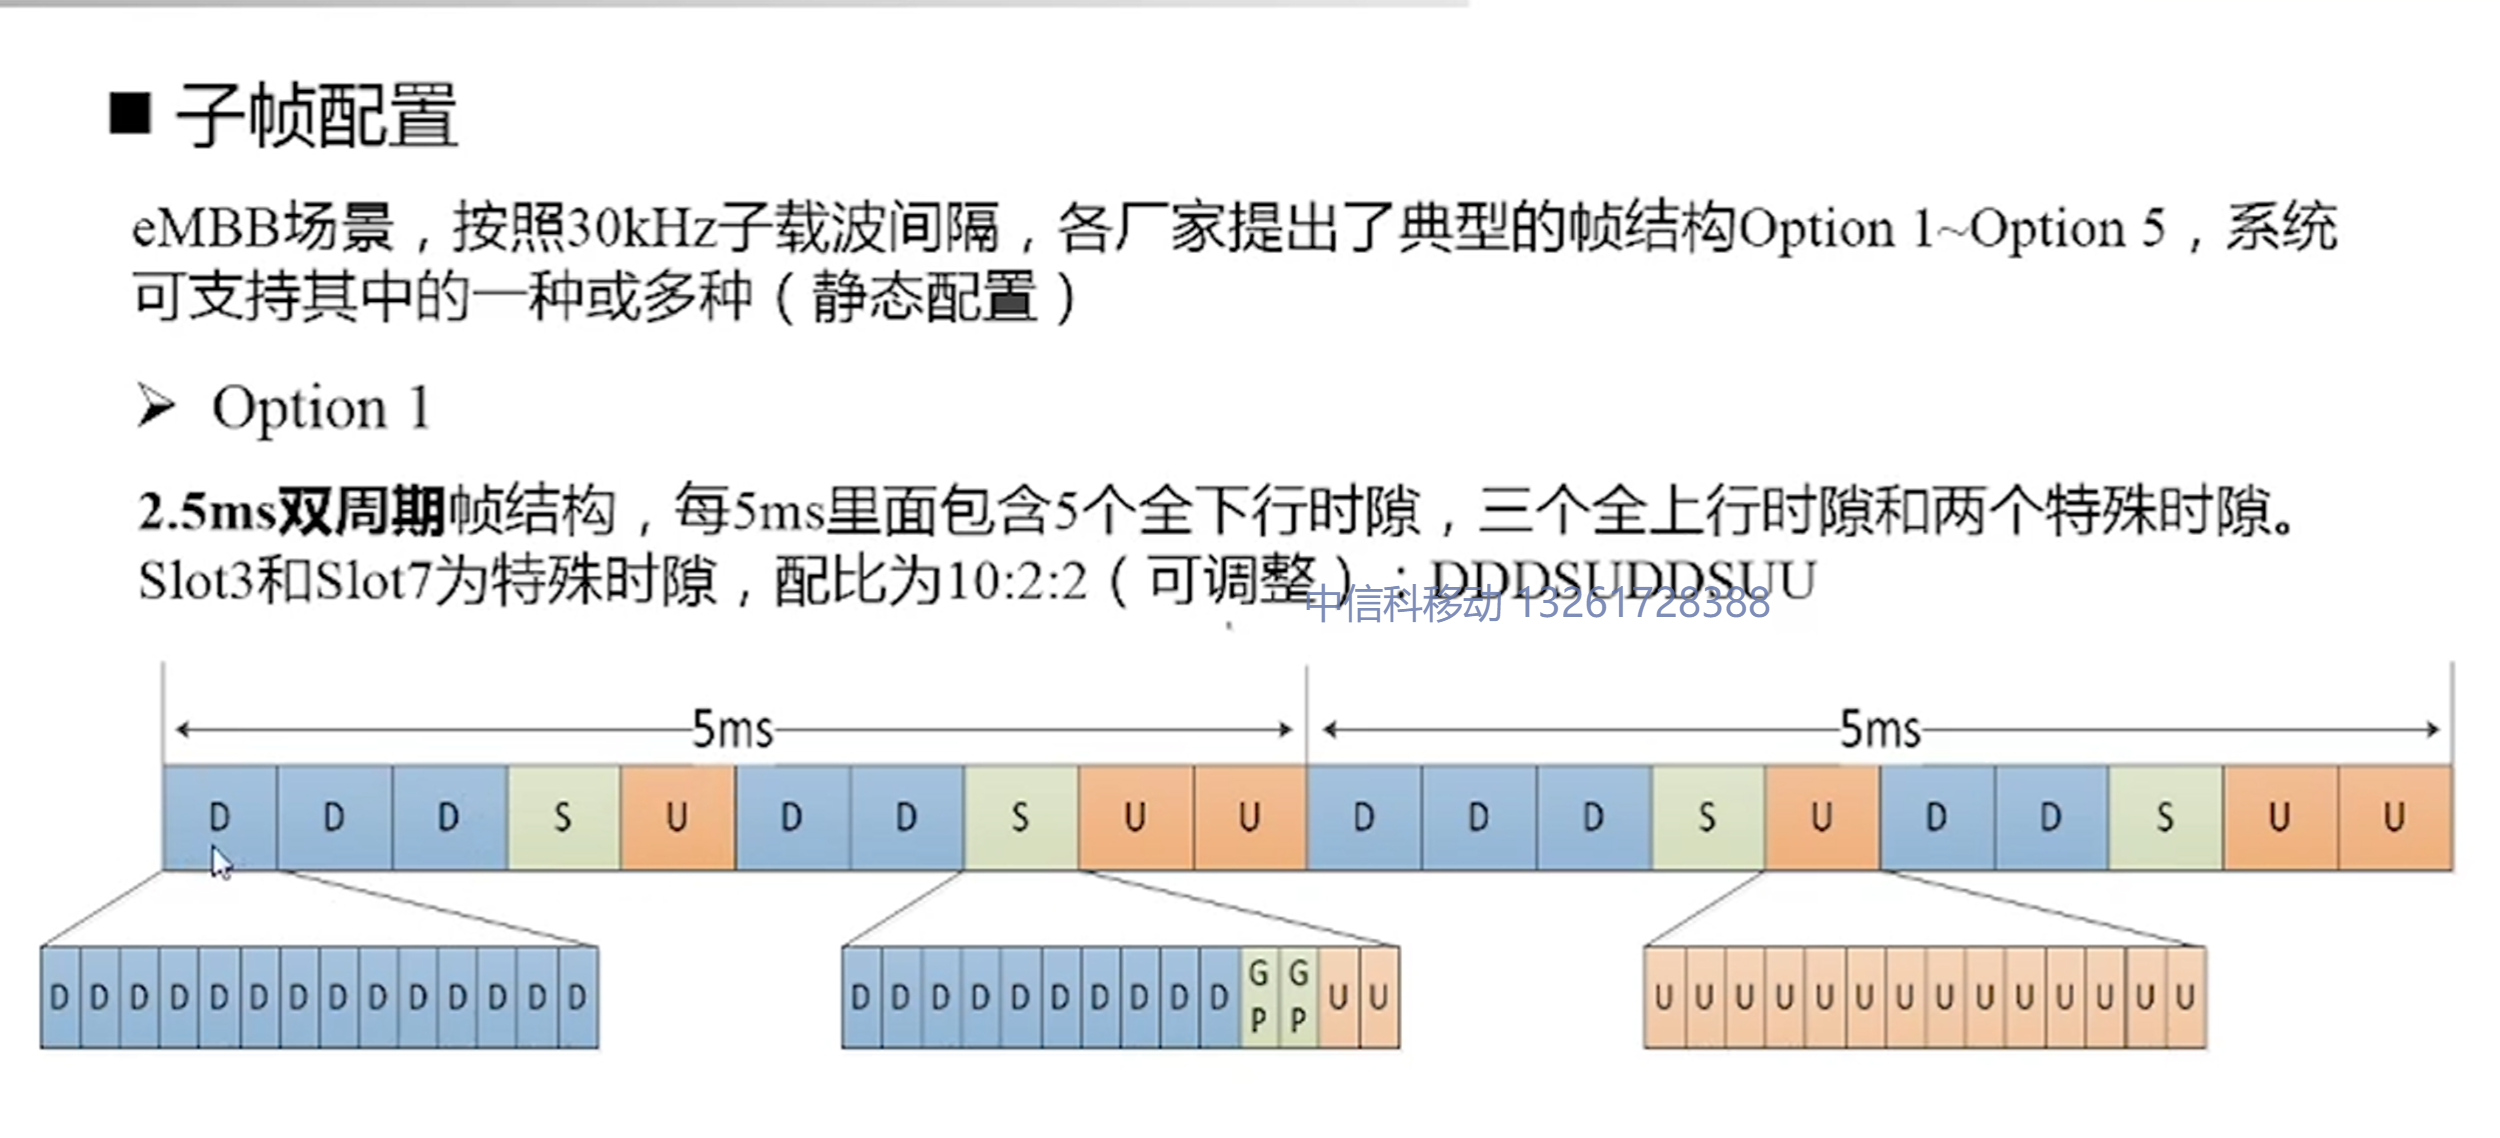 ■ 子帧配置
eMBB场景，按照30kHz子载波间隔，各厂家提出了典型的帧结构Option 1~Option 5，系统
可支持其中的一种或多种（静态配置）
➢ Option 1
2.5ms双周期帧结构，每5ms里面包含5个全下行时隙，三个全上行时隙和两个特殊时隙。
Slot3和Slot7为特殊时隙，配比为10:2:2（可调整）：DDDSUDDSUU
中信科移动 13261728388
5ms 5ms
D D D S U D D S U U D D D S U D D S U U
D D D D D D D D D D D D D D
D D D D D D D D D D GP GP U U
U U U U U U U U U U U U U U